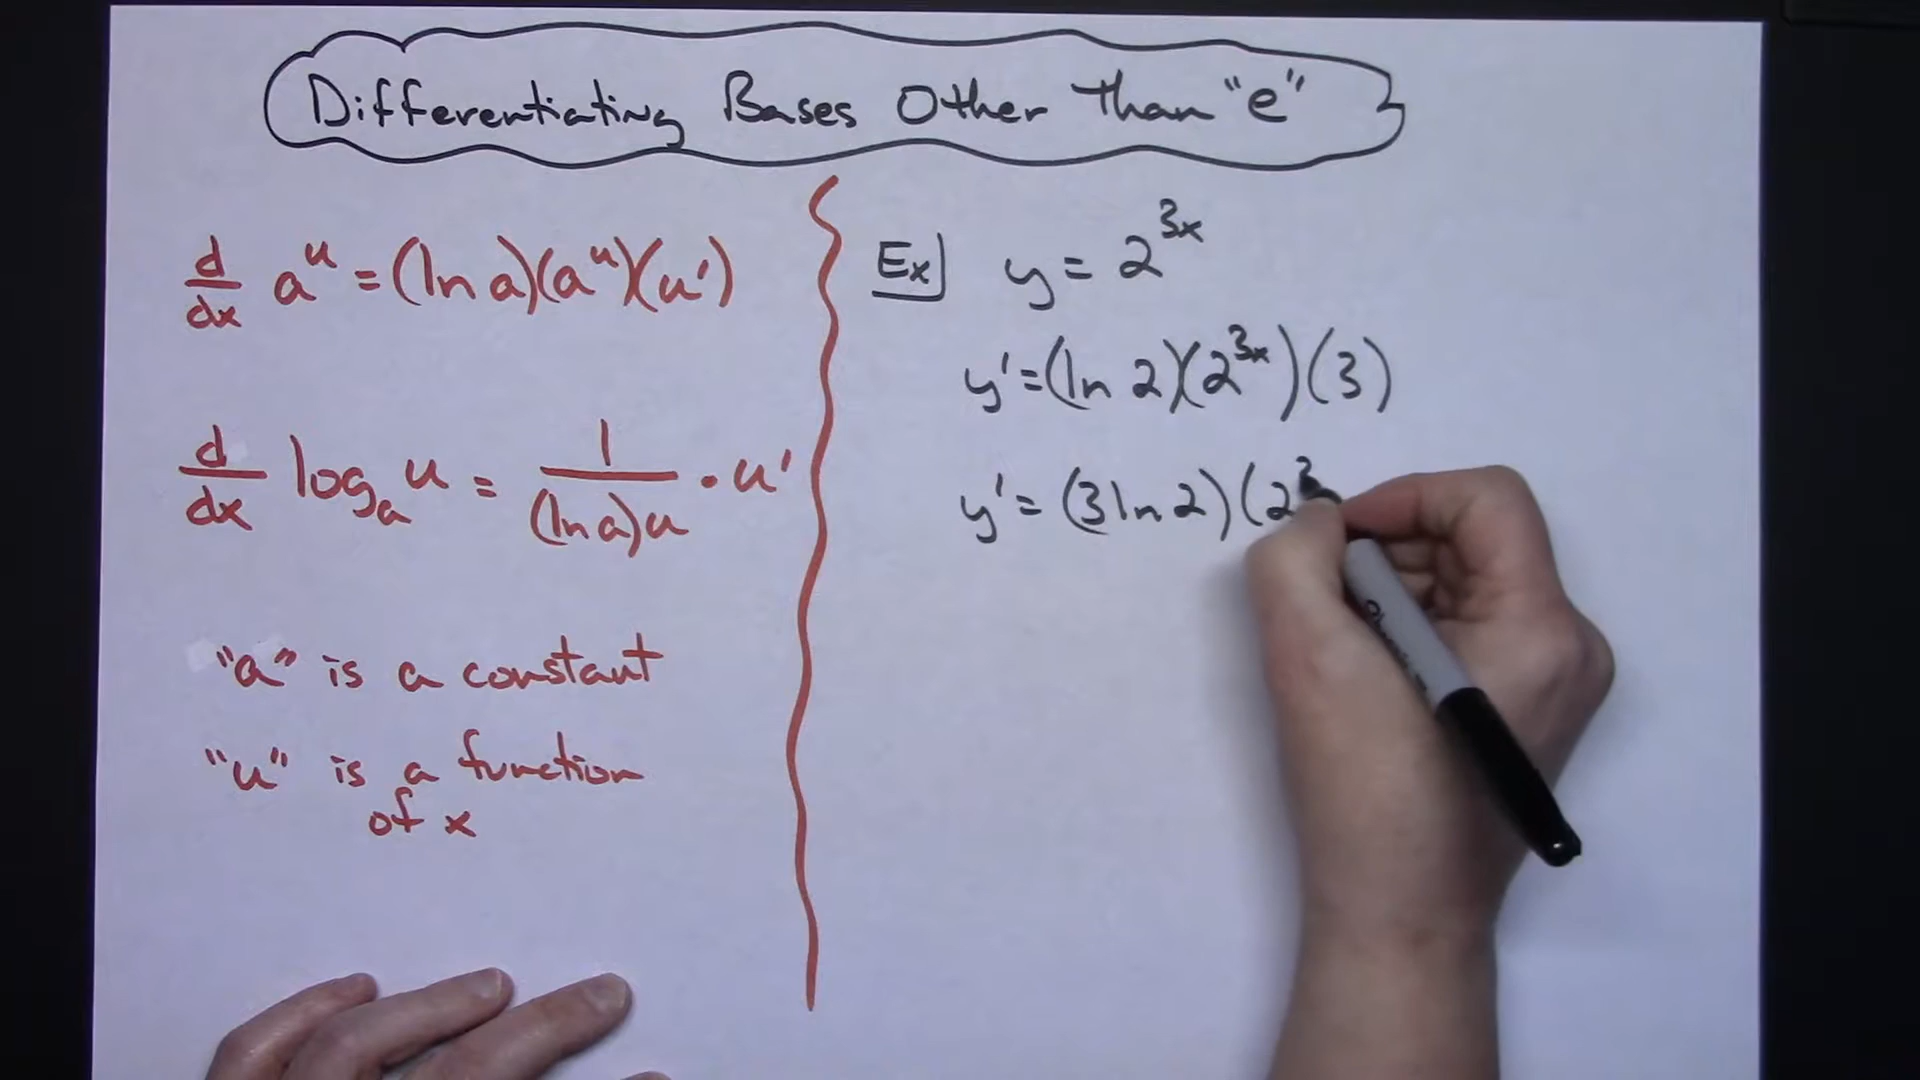 Differentiating Bases Other Than "e"
d/dx a^u = (ln a)(a^u)(u')
d/dx log_a u = 1/(ln a)u · u'
"a" is a constant
"u" is a function
of x
Ex y = 2^3x
y' = (ln 2)(2^3x)(3)
y' = (3 ln 2)(2^3